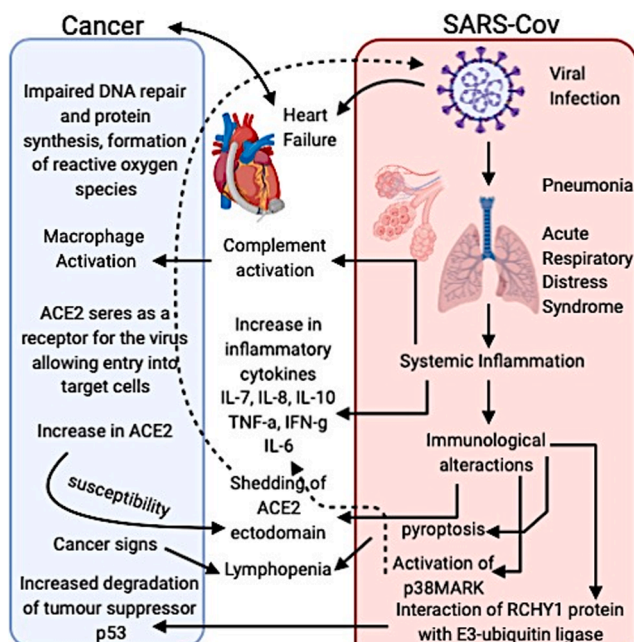 Cancer
SARS-Cov
Impaired DNA repair
and protein
synthesis, formation
of reactive oxygen
species
Heart
Failure
Viral
Infection
Pneumonia
Acute
Respiratory
Distress
Syndrome
Macrophage
Activation
Complement
activation
ACE2 seres as a
receptor for the virus
allowing entry into
target cells
Increase in
inflammatory
cytokines
IL-7, IL-8, IL-10
TNF-a, IFN-g
IL-6
Systemic Inflammation
Increase in ACE2
Immunological
alteractions
susceptibility
Shedding of
ACE2
ectodomain
pyroptosis
Cancer signs
Lymphopenia
Activation of
p38MARK
Increased degradation
of tumour suppressor
p53
Interaction of RCHY1 protein
with E3-ubiquitin ligase